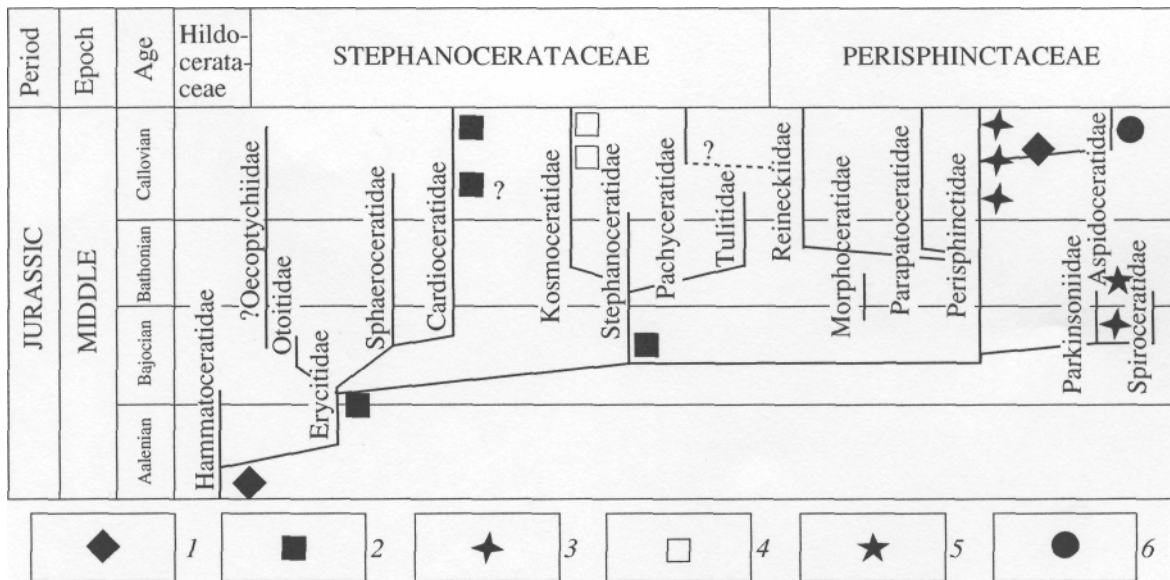 Period
Epoch
Age
Hildo-
cerata-
ceae
STEPHANOCERATACEAE
PERISPHINCTACEAE
JURASSIC
MIDDLE
Callovian
Bathonian
Bajocian
Aalenian
Hammatoceratidae
?Oecoptychiidae
Otoitidae
Erycitidae
Sphaeroceratidae
Cardioceratidae
?
Kosmoceratidae
Stephanoceratidae
Pachyceratidae
?
Tulitidae
Reineckiidae
Morphoceratidae
Parapatoceratidae
Perisphinctidae
Parkinsoniidae
Aspidoceratidae
Spiroceratidae
1
2
3
4
5
6